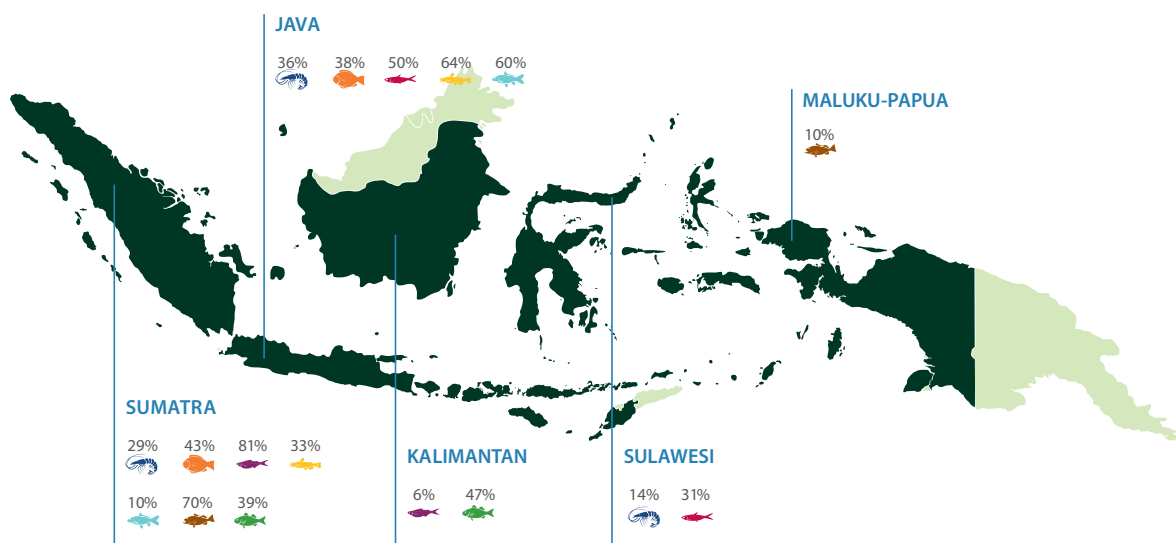 JAVA
36% 38% 50% 64% 60%
MALUKU-PAPUA
10%
SUMATRA
29% 43% 81% 33%
10% 70% 39%
KALIMANTAN
6% 47%
SULAWESI
14% 31%